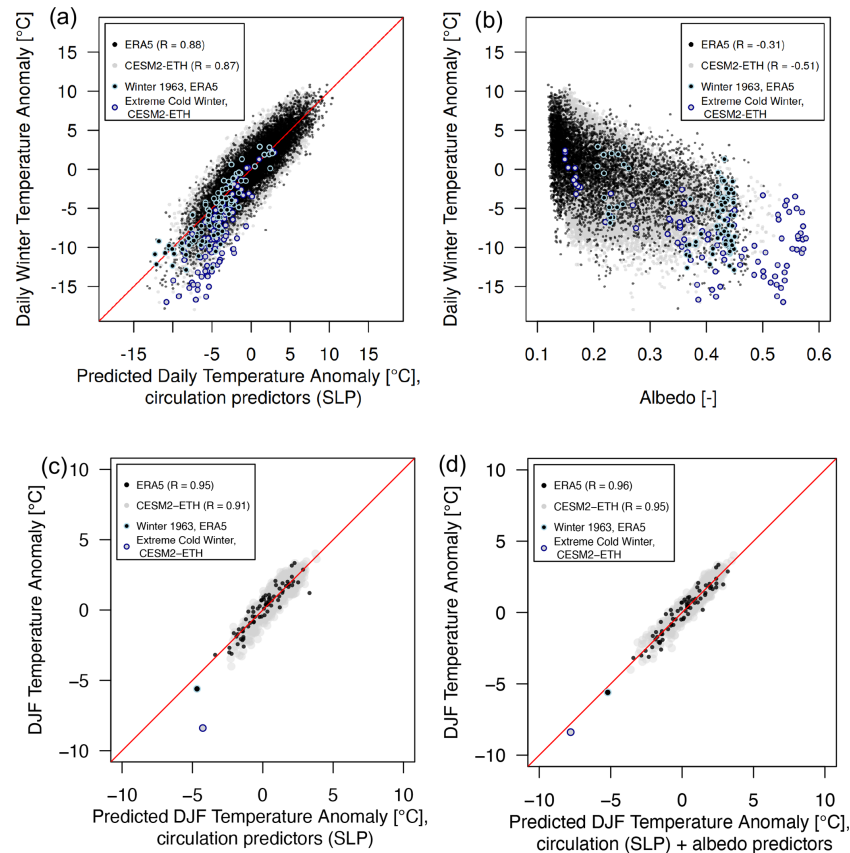 (a)
Daily Winter Temperature Anomaly [°C]
15
10
5
0
-5
-10
-15
ERA5 (R = 0.88)
CESM2-ETH (R = 0.87)
Winter 1963, ERA5
Extreme Cold Winter,
CESM2-ETH
-15
-5
0
5
10
15
Predicted Daily Temperature Anomaly [°C],
circulation predictors (SLP)
(b)
Daily Winter Temperature Anomaly [°C]
15
10
5
0
-5
-10
-15
ERA5 (R = -0.31)
CESM2-ETH (R = -0.51)
Winter 1963, ERA5
Extreme Cold Winter,
CESM2-ETH
0.1
0.2
0.3
0.4
0.5
0.6
Albedo [-]
(c)
DJF Temperature Anomaly [°C]
10
5
0
−5
−10
ERA5 (R = 0.95)
CESM2−ETH (R = 0.91)
Winter 1963, ERA5
Extreme Cold Winter,
CESM2−ETH
−10
−5
0
5
10
Predicted DJF Temperature Anomaly [°C],
circulation predictors (SLP)
(d)
DJF Temperature Anomaly [°C]
10
5
0
−5
−10
ERA5 (R = 0.96)
CESM2−ETH (R = 0.95)
Winter 1963, ERA5
Extreme Cold Winter,
CESM2−ETH
−10
−5
0
5
10
Predicted DJF Temperature Anomaly [°C],
circulation (SLP) + albedo predictors